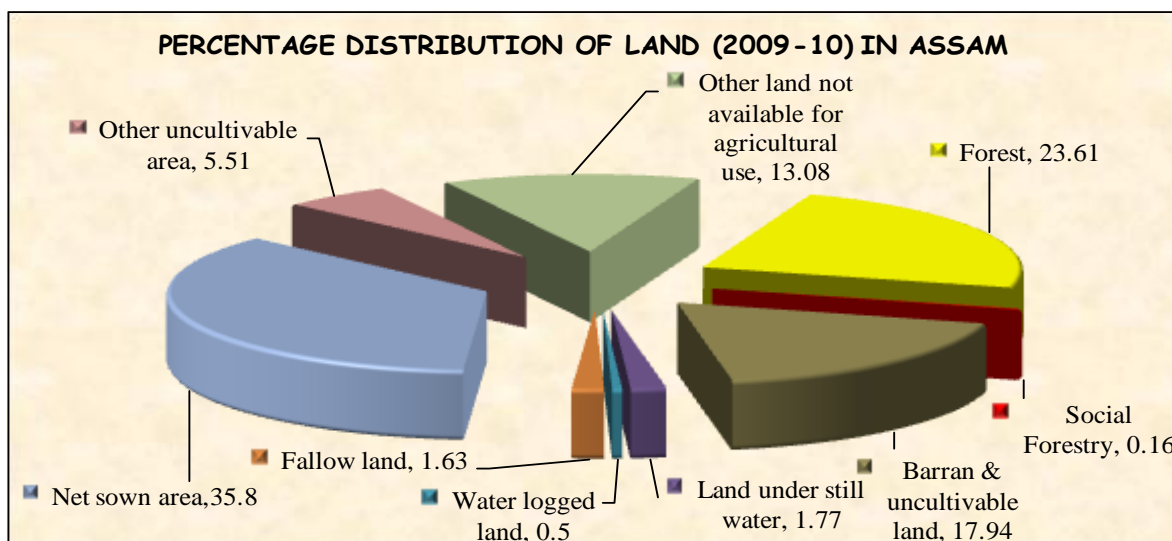 PERCENTAGE DISTRIBUTION OF LAND (2009-10) IN ASSAM
Other land not
available for
agricultural
use, 13.08
Other uncultivable
area, 5.51
Forest, 23.61
Social
Forestry, 0.16
Fallow land, 1.63
Net sown area,35.8
Water logged
land, 0.5
Land under still
water, 1.77
Barran &
uncultivable
land, 17.94